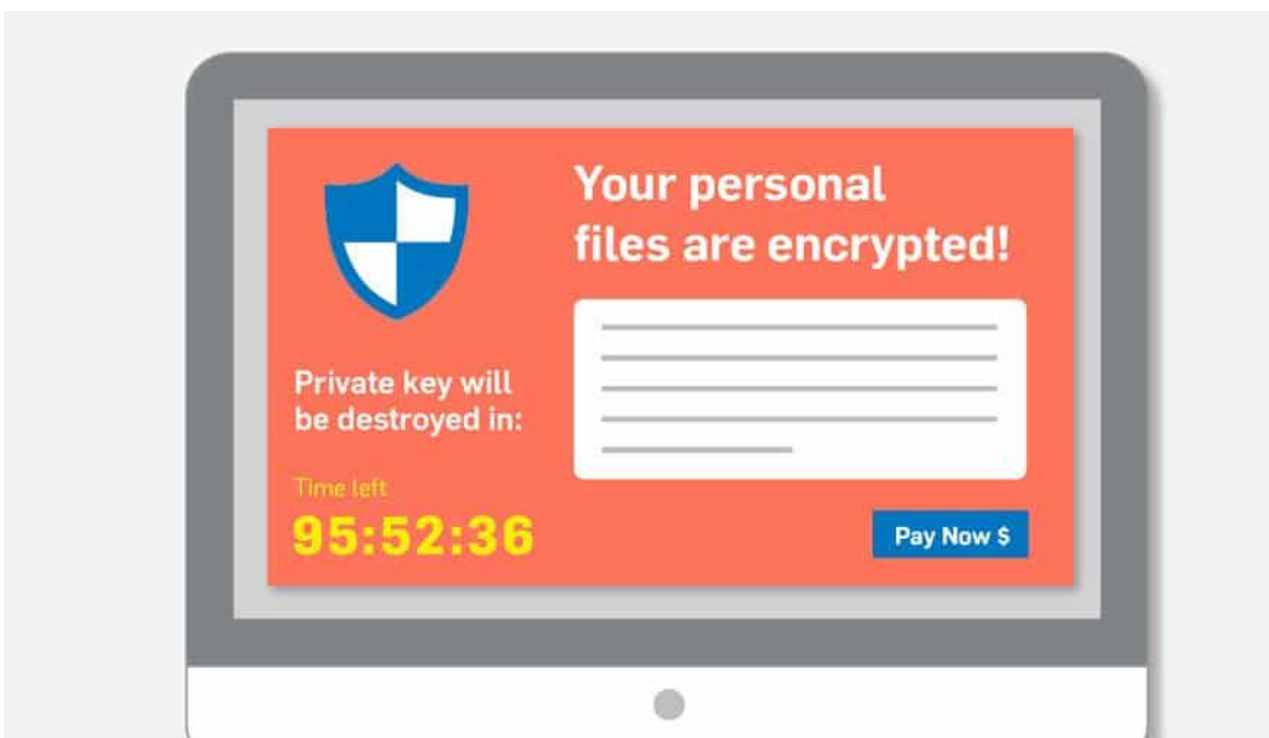 Your personal
files are encrypted!
Private key will
be destroyed in:
Time left
95:52:36
Pay Now $